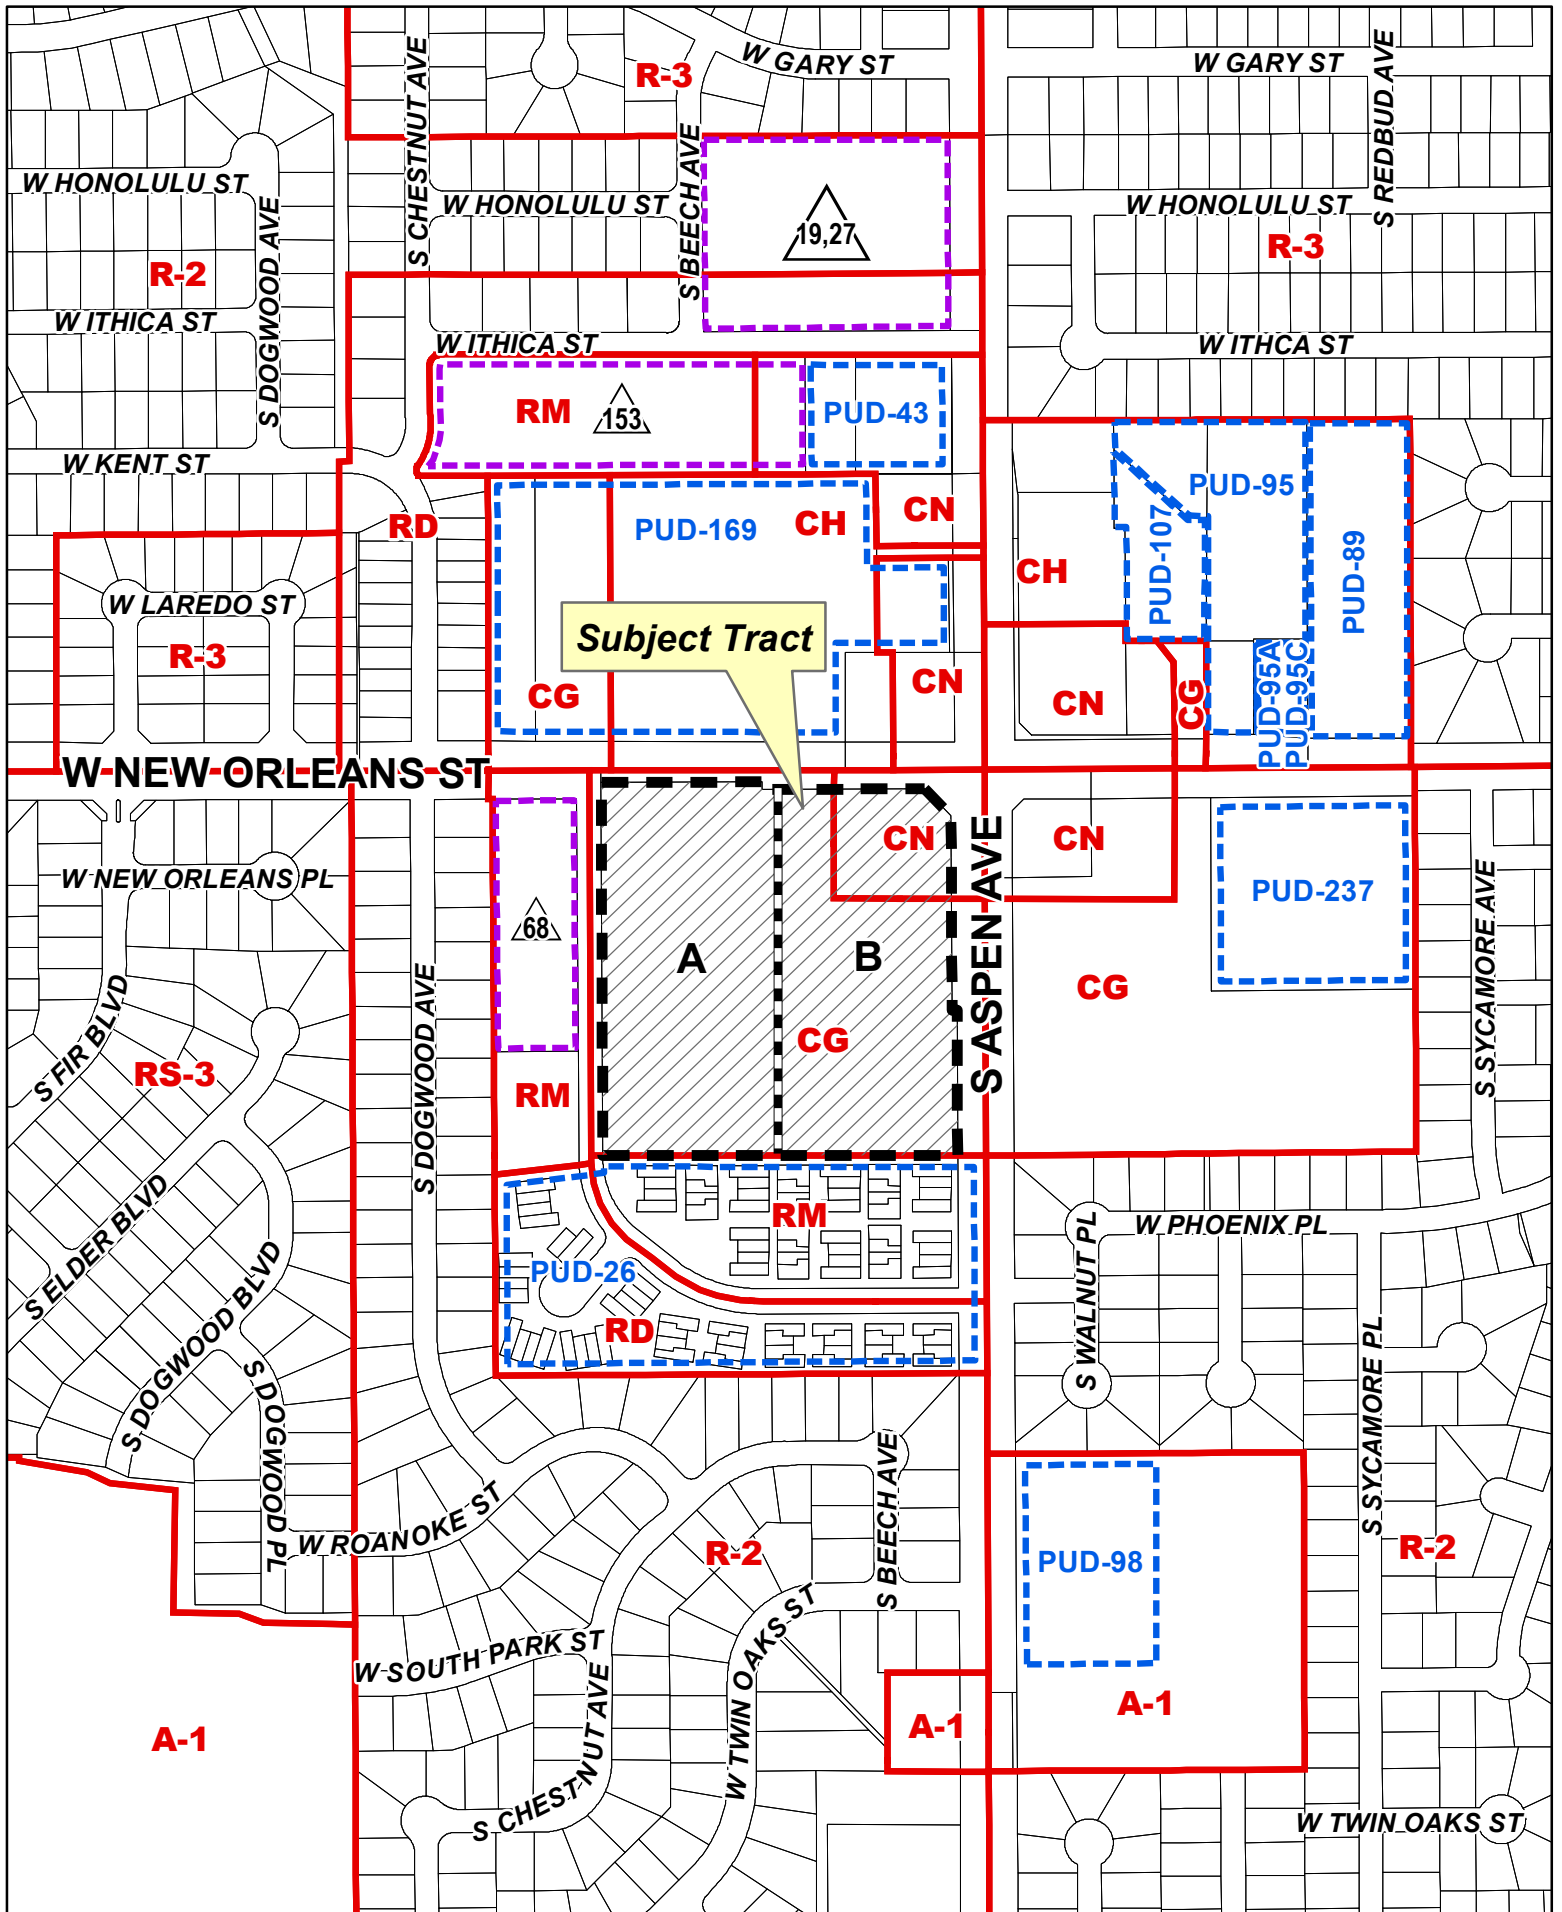 W GARY ST
W GARY ST
S REDBUD AVE
S CHESTNUT AVE
R-3
S BEECH AVE
W HONOLULU ST
W HONOLULU ST
W HONOLULU ST
19,27
R-3
R-2
S DOGWOOD AVE
W ITHICA ST
W ITHICA ST
W ITHCA ST
RM
153
PUD-43
W KENT ST
PUD-95
RD
PUD-169
CH
CN
PUD-107
PUD-89
CH
W LAREDO ST
Subject Tract
R-3
CG
CN
CN
CG
PUD-95A
PUD-95C
W NEW ORLEANS ST
CN
CN
W NEW ORLEANS PL
PUD-237
68
S ASPEN AVE
S SYCAMORE AVE
A
B
CG
S FIR BLVD
S DOGWOOD AVE
CG
RS-3
RM
S ELDER BLVD
RM
S WALNUT PL
W PHOENIX PL
S DOGWOOD BLVD
PUD-26
RD
S SYCAMORE PL
S DOGWOOD PL
W ROANOKE ST
S BEECH AVE
R-2
R-2
PUD-98
W TWIN OAKS ST
W SOUTH PARK ST
S CHESTNUT AVE
A-1
A-1
A-1
W TWIN OAKS ST